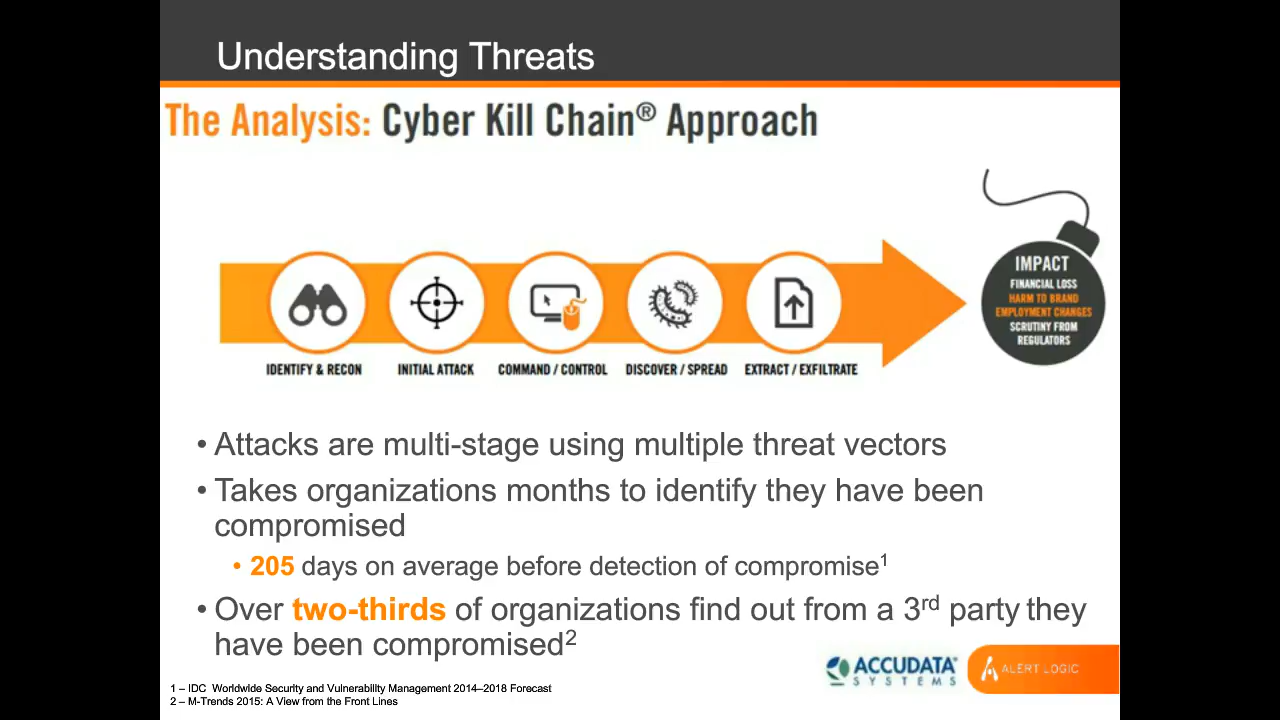 Understanding Threats
The Analysis: Cyber Kill Chain® Approach
IMPACT
FINANCIAL LOSS
HARM TO BRAND
EMPLOYMENT CHANGES
SCRUTINY FROM
REGULATORS
IDENTIFY & RECON
INITIAL ATTACK
COMMAND / CONTROL
DISCOVER / SPREAD
EXTRACT / EXFILTRATE
• Attacks are multi-stage using multiple threat vectors
• Takes organizations months to identify they have been
compromised
• 205 days on average before detection of compromise1
• Over two-thirds of organizations find out from a 3rd party they
have been compromised2
ACCUDATA
SYSTEMS
ALERT LOGIC
1 – IDC Worldwide Security and Vulnerability Management 2014–2018 Forecast
2 – M-Trends 2015: A View from the Front Lines